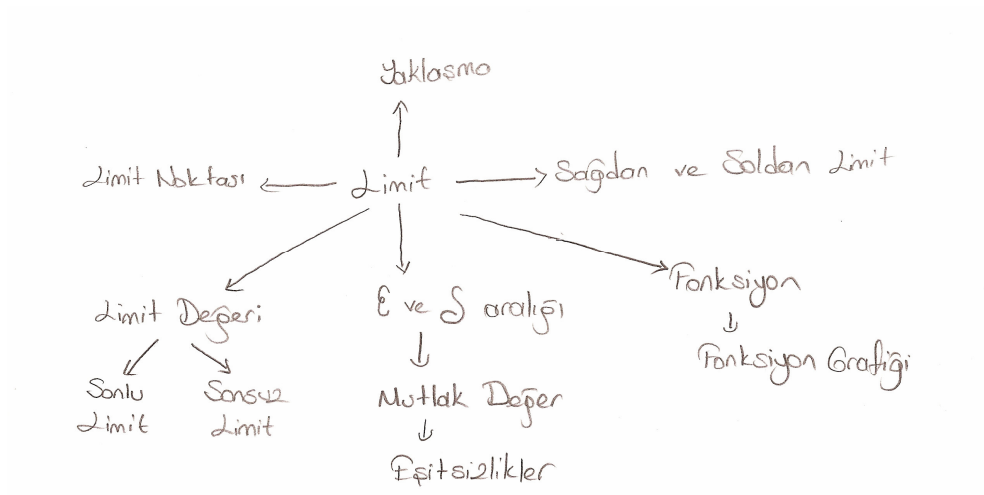 Yaklaşma
Limit Noktası
Limit
Sağdan ve Soldan Limit
Limit Değeri
Ɛ ve δ aralığı
Fonksiyon
Fonksiyon Grafiği
Sonlu
Limit
Sonsuz
Limit
Mutlak Değer
Eşitsizlikler